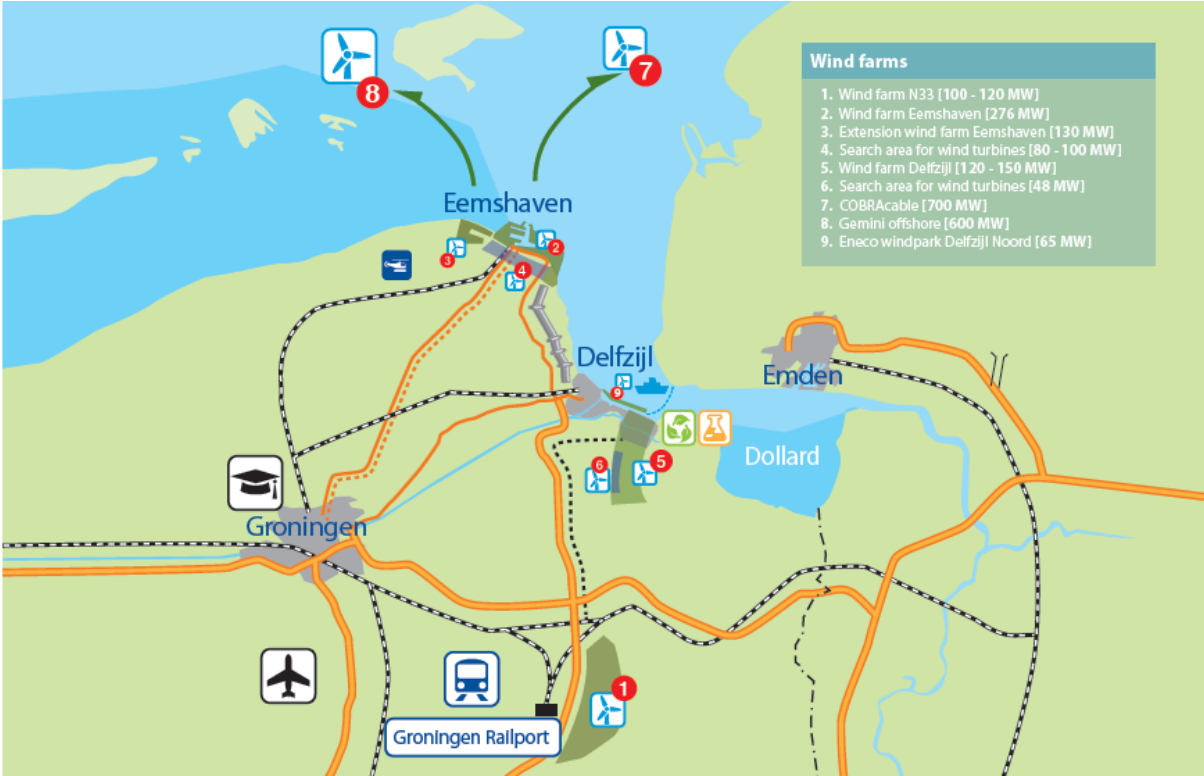 8
7
Wind farms
1. Wind farm N33 [100 - 120 MW]
2. Wind farm Eemshaven [276 MW]
3. Extension wind farm Eemshaven [130 MW]
4. Search area for wind turbines [80 - 100 MW]
5. Wind farm Delfzijl [120 - 150 MW]
6. Search area for wind turbines [48 MW]
7. COBRAcable [700 MW]
8. Gemini offshore [600 MW]
9. Eneco windpark Delfzijl Noord [65 MW]
Eemshaven
3
2
4
Delfzijl
9
Emden
6
5
Dollard
Groningen
1
Groningen Railport